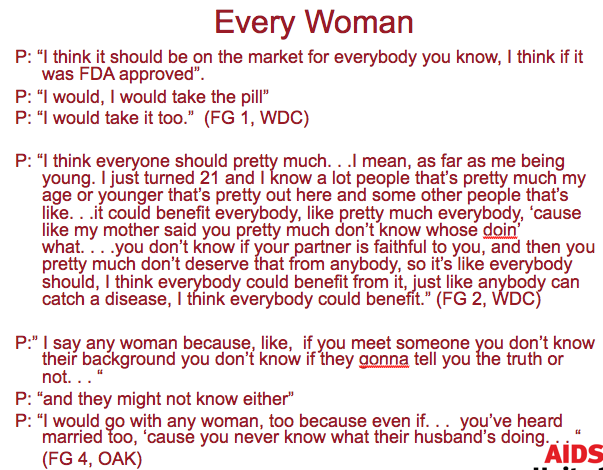 Every Woman
P: “I think it should be on the market for everybody you know, I think if it
was FDA approved”.
P: “I would, I would take the pill”
P: “I would take it too.” (FG 1, WDC)
P: “I think everyone should pretty much. . .I mean, as far as me being
young. I just turned 21 and I know a lot people that’s pretty much my
age or younger that’s pretty out here and some other people that’s
like. . .it could benefit everybody, like pretty much everybody, ‘cause
like my mother said you pretty much don’t know whose doin’
what. . . .you don’t know if your partner is faithful to you, and then you
pretty much don’t deserve that from anybody, so it’s like everybody
should, I think everybody could benefit from it, just like anybody can
catch a disease, I think everybody could benefit.” (FG 2, WDC)
P:” I say any woman because, like, if you meet someone you don’t know
their background you don’t know if they gonna tell you the truth or
not. . . “
P: “and they might not know either”
P: “I would go with any woman, too because even if. . . you’ve heard
married too, ‘cause you never know what their husband’s doing. . . “
(FG 4, OAK)
AIDS